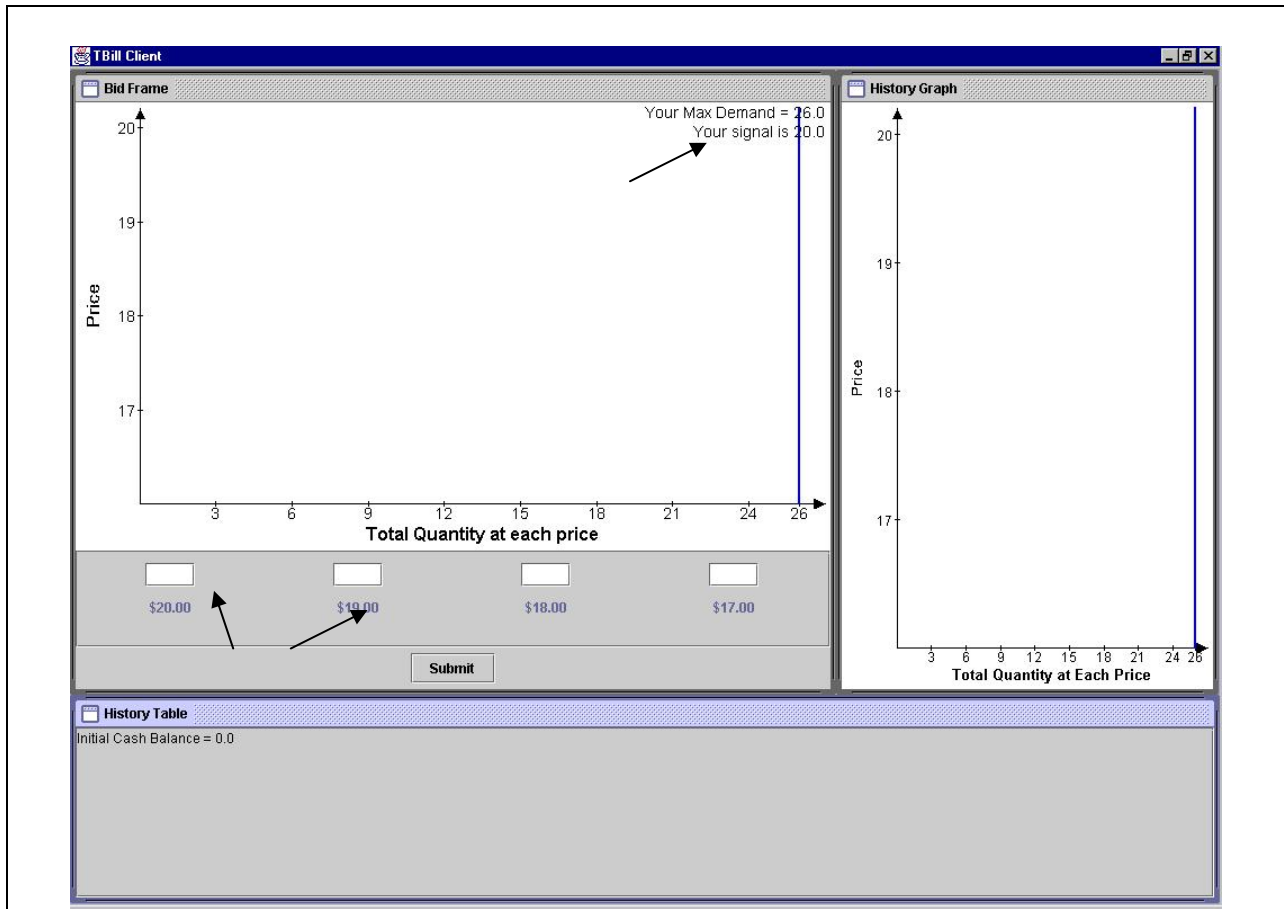 TBill Client
Bid Frame
Your Max Demand = 26.0
Your signal is 20.0
20
19
18
17
Price
3 6 9 12 15 18 21 24 26
Total Quantity at each price
$20.00 $19.00 $18.00 $17.00
Submit
History Graph
20
19
18
17
Price
3 6 9 12 15 18 21 24 26
Total Quantity at Each Price
History Table
Initial Cash Balance = 0.0